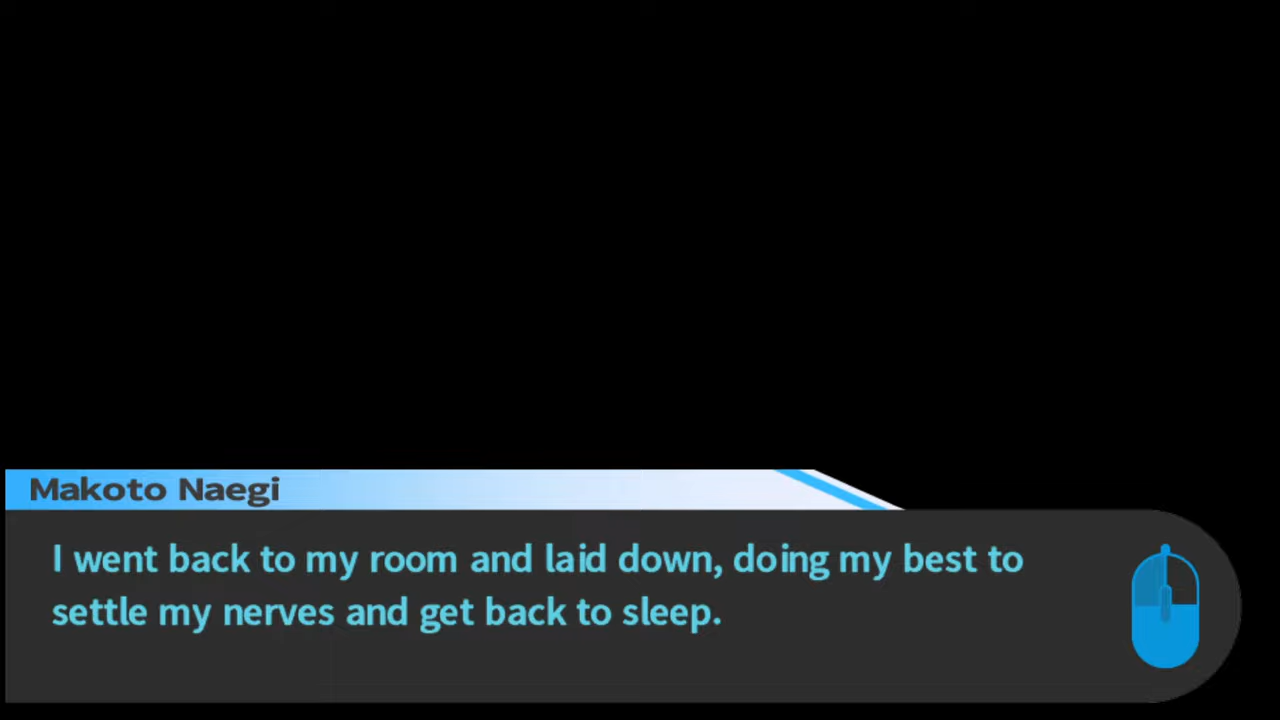 Makoto Naegi
I went back to my room and laid down, doing my best to
settle my nerves and get back to sleep.